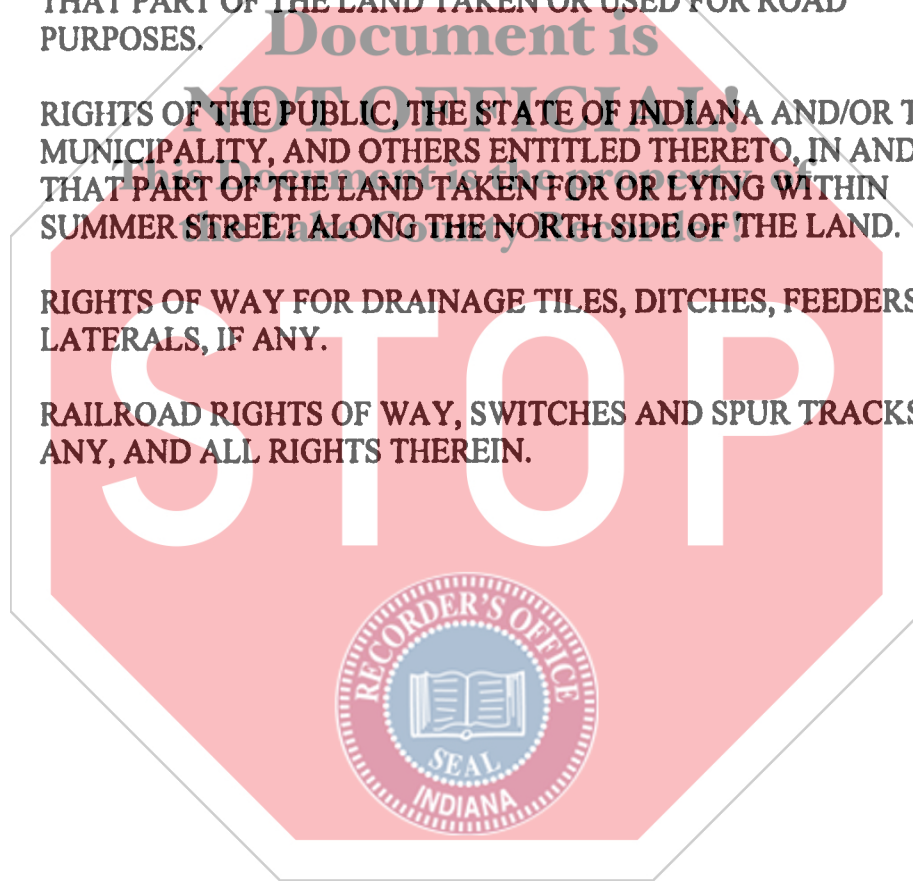 THAT PART OF THE LAND TAKEN OR USED FOR ROAD
PURPOSES.
Document is
NOT OFFICIAL!
This Document is the property of
the Lake County Recorder!
RIGHTS OF THE PUBLIC, THE STATE OF INDIANA AND/OR T
MUNICIPALITY, AND OTHERS ENTITLED THERETO, IN AND
THAT PART OF THE LAND TAKEN FOR OR LYING WITHIN
SUMMER STREET ALONG THE NORTH SIDE OF THE LAND.
RIGHTS OF WAY FOR DRAINAGE TILES, DITCHES, FEEDERS
LATERALS, IF ANY.
RAILROAD RIGHTS OF WAY, SWITCHES AND SPUR TRACKS
ANY, AND ALL RIGHTS THEREIN.
STOP
RECORDER'S OFFICE
SEAL
INDIANA